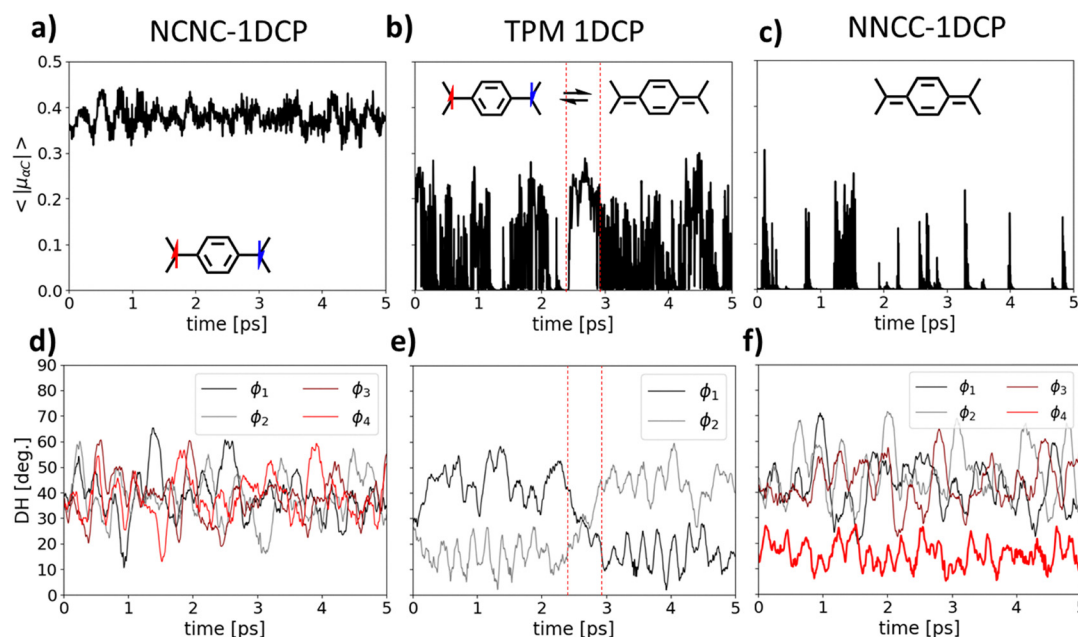 a) NCNC-1DCP
b) TPM 1DCP
c) NNCC-1DCP
< |μαC| >
0.5
0.4
0.3
0.2
0.1
0.0
0 1 2 3 4 5
time [ps]
0 1 2 3 4 5
time [ps]
0 1 2 3 4 5
time [ps]
d)
e)
f)
DH [deg.]
90
80
70
60
50
40
30
20
10
0
ϕ1 ϕ3
ϕ2 ϕ4
ϕ1
ϕ2
ϕ1 ϕ3
ϕ2 ϕ4
0 1 2 3 4 5
time [ps]
0 1 2 3 4 5
time [ps]
0 1 2 3 4 5
time [ps]